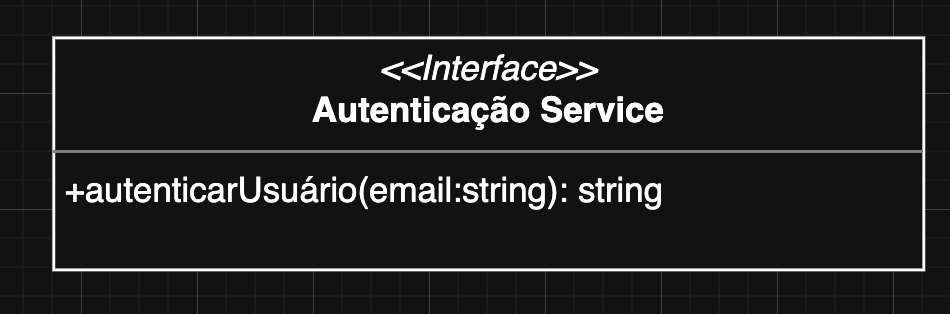 <<Interface>>
Autenticação Service
+autenticarUsuário(email:string): string